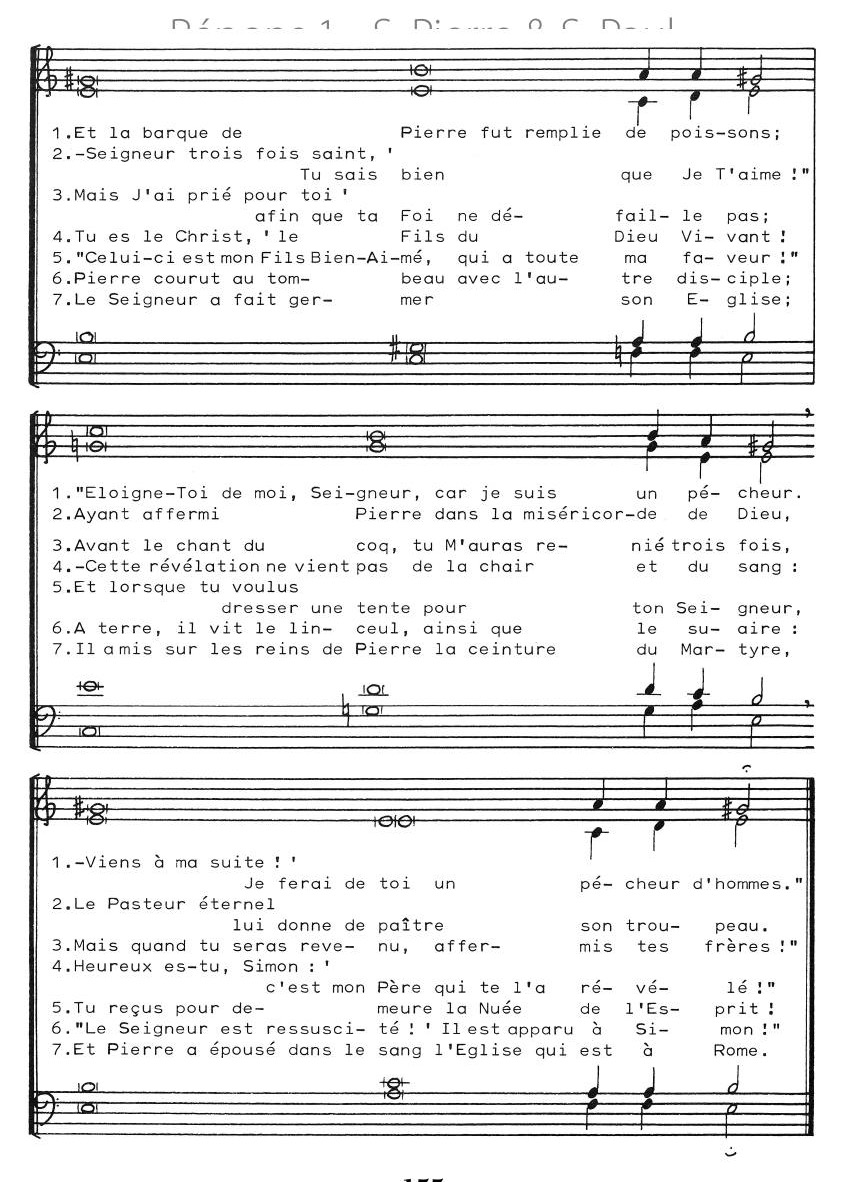 1.Et la barque de Pierre fut remplie de pois-sons;
2.-Seigneur trois fois saint, '
Tu sais bien que Je T'aime !"
3.Mais J'ai prié pour toi '
afin que ta Foi ne dé- fail- le pas;
4.Tu es le Christ, ' le Fils du Dieu Vi- vant !
5."Celui-ci est mon Fils Bien-Ai-mé, qui a toute ma fa- veur !"
6.Pierre courut au tom- beau avec l'au- tre dis- ciple;
7.Le Seigneur a fait ger- mer son E- glise;
1."Eloigne-Toi de moi, Sei-gneur, car je suis un pé- cheur.
2.Ayant affermi Pierre dans la miséricor-de de Dieu,
3.Avant le chant du coq, tu M'auras re- nié trois fois,
4.-Cette révélation ne vient pas de la chair et du sang :
5.Et lorsque tu voulus
dresser une tente pour ton Sei- gneur,
6.A terre, il vit le lin- ceul, ainsi que le su- aire :
7.Il a mis sur les reins de Pierre la ceinture du Mar- tyre,
1.-Viens à ma suite ! '
Je ferai de toi un pé- cheur d'hommes."
2.Le Pasteur éternel
lui donne de paître son trou- peau.
3.Mais quand tu seras reve- nu, affer- mis tes frères !"
4.Heureux es-tu, Simon : '
c'est mon Père qui te l'a ré- vé- lé !"
5.Tu reçus pour de- meure la Nuée de l'Es- prit !
6."Le Seigneur est ressusci- té ! ' Il est apparu à Si- mon !"
7.Et Pierre a épousé dans le sang l'Eglise qui est à Rome.